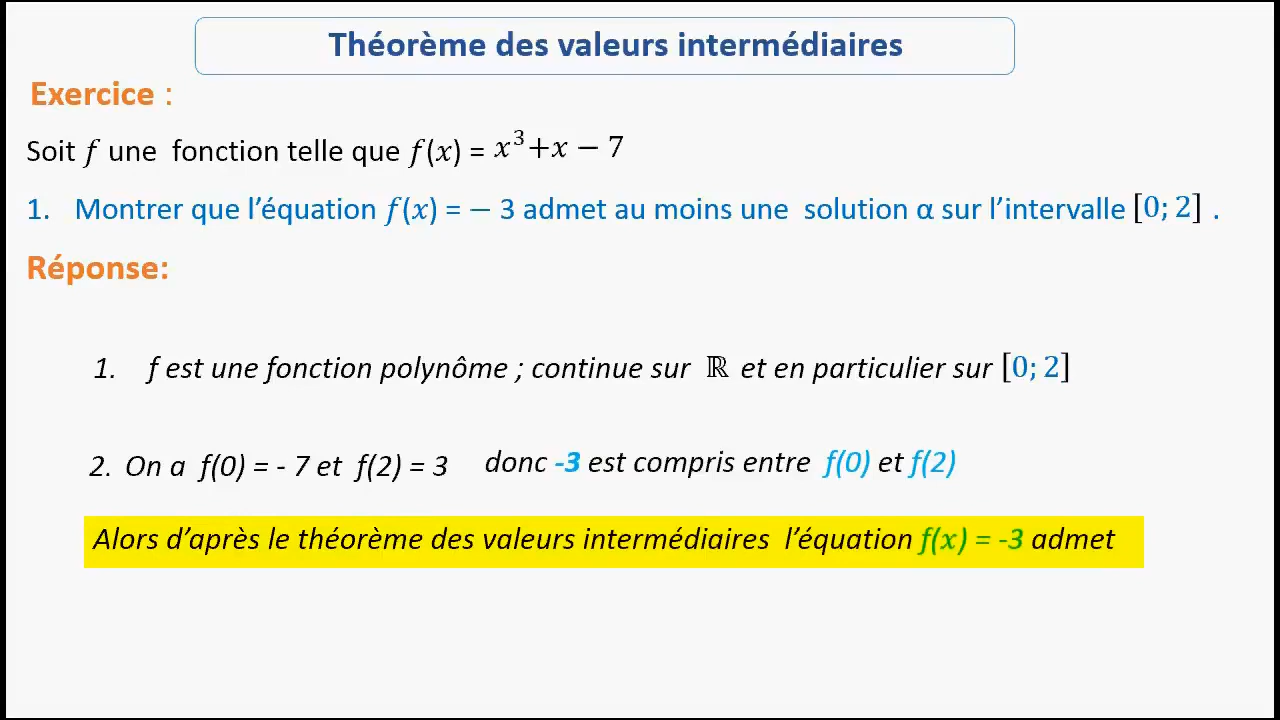 Théorème des valeurs intermédiaires
Exercice :
Soit f une fonction telle que f(x) = x³+x − 7
1. Montrer que l’équation f(x) = − 3 admet au moins une solution α sur l’intervalle [0; 2] .
Réponse:
1. f est une fonction polynôme ; continue sur ℝ et en particulier sur [0; 2]
2. On a f(0) = - 7 et f(2) = 3 donc -3 est compris entre f(0) et f(2)
Alors d’après le théorème des valeurs intermédiaires l’équation f(x) = -3 admet